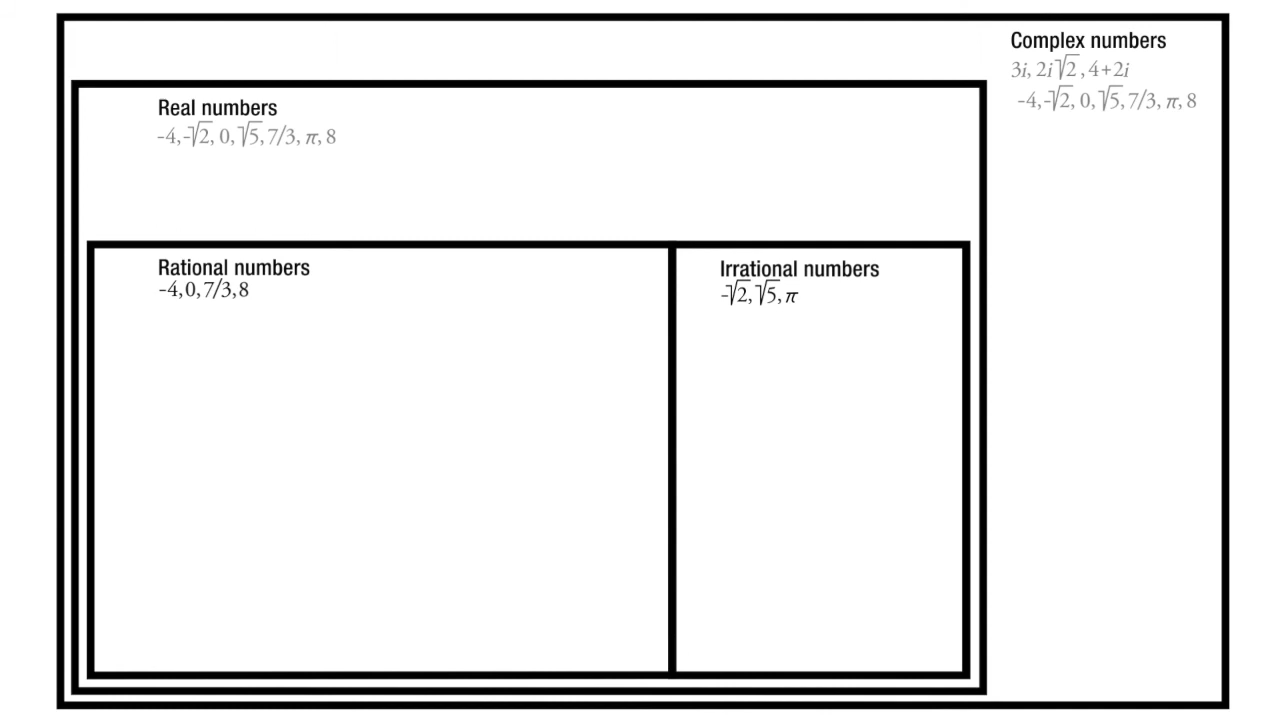 Complex numbers
3i, 2i√2, 4+2i
-4, -√2, 0, √5, 7/3, π, 8
Real numbers
-4, -√2, 0, √5, 7/3, π, 8
Rational numbers
-4, 0, 7/3, 8
Irrational numbers
-√2, √5, π